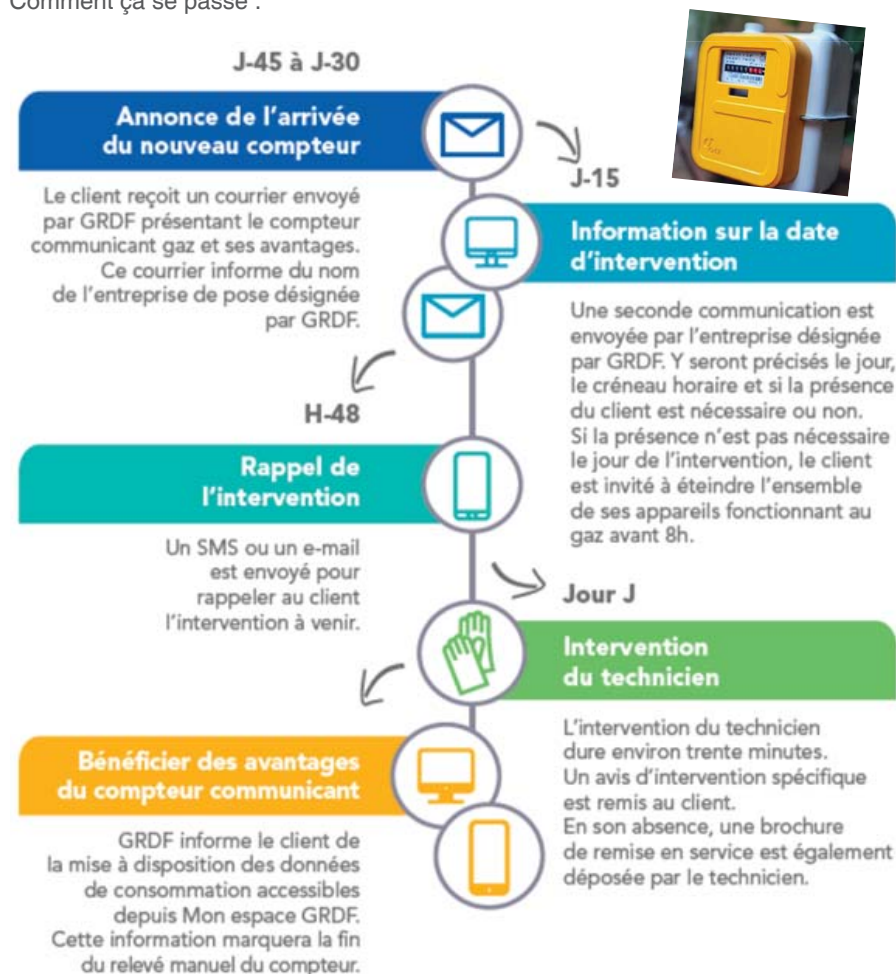 Comment ça se passe :
J-45 à J-30
Annonce de l'arrivée
du nouveau compteur
Le client reçoit un courrier envoyé
par GRDF présentant le compteur
communicant gaz et ses avantages.
Ce courrier informe du nom
de l'entreprise de pose désignée
par GRDF.
J-15
Information sur la date
d'intervention
Une seconde communication est
envoyée par l'entreprise désignée
par GRDF. Y seront précisés le jour,
le créneau horaire et si la présence
du client est nécessaire ou non.
Si la présence n'est pas nécessaire
le jour de l'intervention, le client
est invité à éteindre l'ensemble
de ses appareils fonctionnant au
gaz avant 8h.
H-48
Rappel de
l'intervention
Un SMS ou un e-mail
est envoyé pour
rappeler au client
l'intervention à venir.
Jour J
Intervention
du technicien
L'intervention du technicien
dure environ trente minutes.
Un avis d'intervention spécifique
est remis au client.
En son absence, une brochure
de remise en service est également
déposée par le technicien.
Bénéficier des avantages
du compteur communicant
GRDF informe le client de
la mise à disposition des données
de consommation accessibles
depuis Mon espace GRDF.
Cette information marquera la fin
du relevé manuel du compteur.